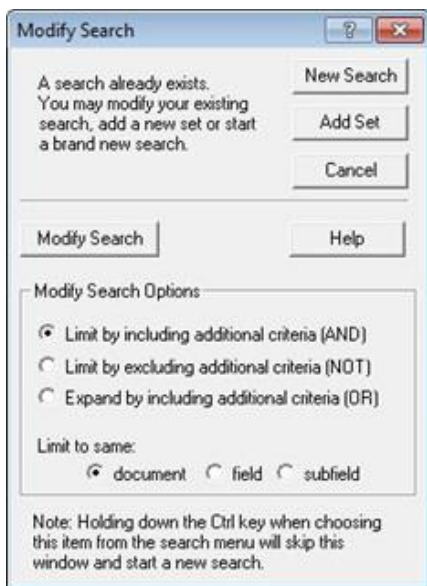 Modify Search
A search already exists.
You may modify your existing
search, add a new set or start
a brand new search.
New Search
Add Set
Cancel
Modify Search
Help
Modify Search Options
Limit by including additional criteria (AND)
Limit by excluding additional criteria (NOT)
Expand by including additional criteria (OR)
Limit to same:
document field subfield
Note: Holding down the Ctrl key when choosing
this item from the search menu will skip this
window and start a new search.